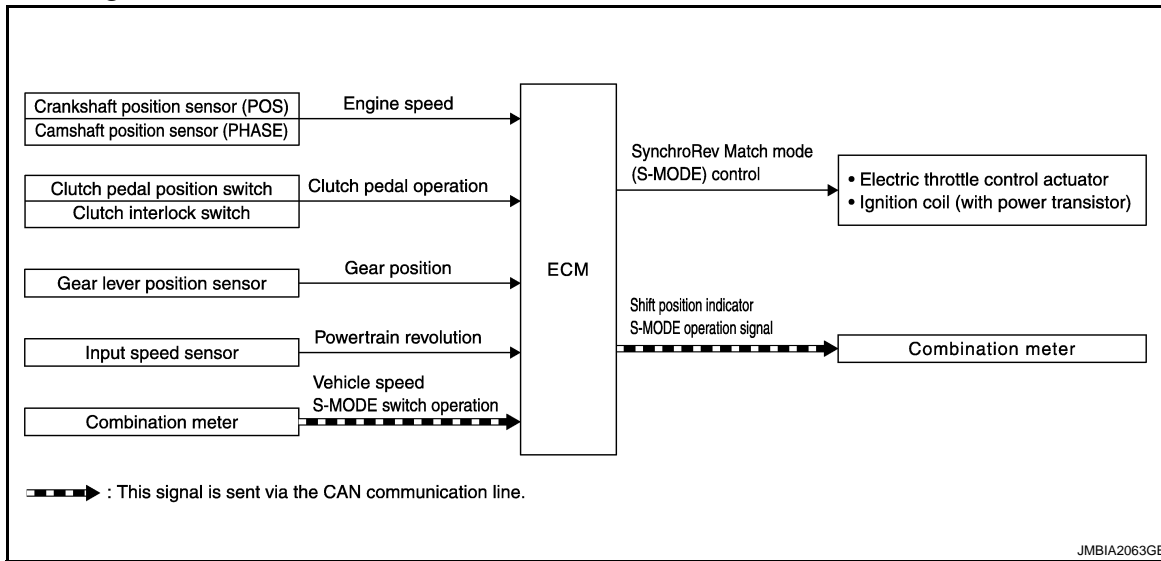 Crankshaft position sensor (POS)
Camshaft position sensor (PHASE)
Engine speed
Clutch pedal position switch
Clutch interlock switch
Clutch pedal operation
Gear lever position sensor
Gear position
Input speed sensor
Powertrain revolution
Combination meter
Vehicle speed
S-MODE switch operation
ECM
SynchroRev Match mode
(S-MODE) control
• Electric throttle control actuator
• Ignition coil (with power transistor)
Shift position indicator
S-MODE operation signal
Combination meter
: This signal is sent via the CAN communication line.
JMBIA2063GB